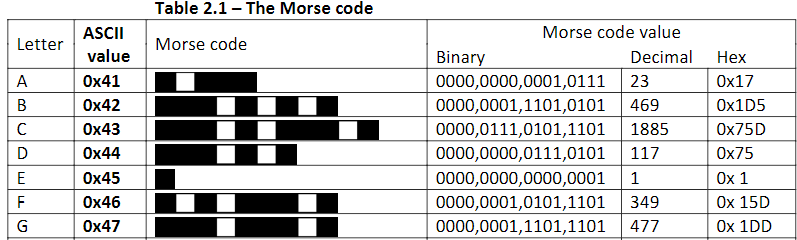 Table 2.1 – The Morse code
Letter ASCII value Morse code Morse code value
Binary Decimal Hex
A 0x41 0000,0000,0001,0111 23 0x17
B 0x42 0000,0001,1101,0101 469 0x1D5
C 0x43 0000,0111,0101,1101 1885 0x75D
D 0x44 0000,0000,0111,0101 117 0x75
E 0x45 0000,0000,0000,0001 1 0x 1
F 0x46 0000,0001,0101,1101 349 0x 15D
G 0x47 0000,0001,1101,1101 477 0x 1DD